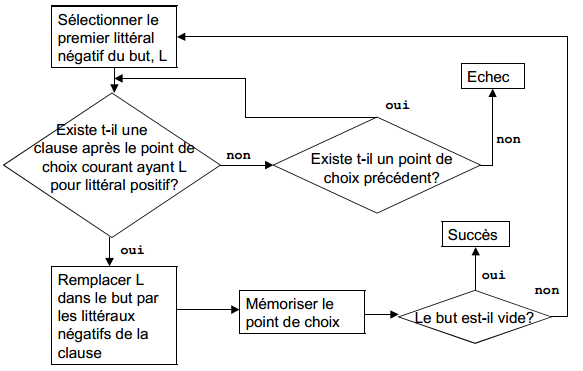 Sélectionner le
premier littéral
négatif du but, L
Echec
oui
Existe t-il une
clause après le point de
choix courant ayant L
pour littéral positif?
non
Existe t-il un point de
choix précédent?
non
oui
Succès
Remplacer L
dans le but par
les littéraux
négatifs de la
clause
Mémoriser le
point de choix
oui
non
Le but est-il vide?